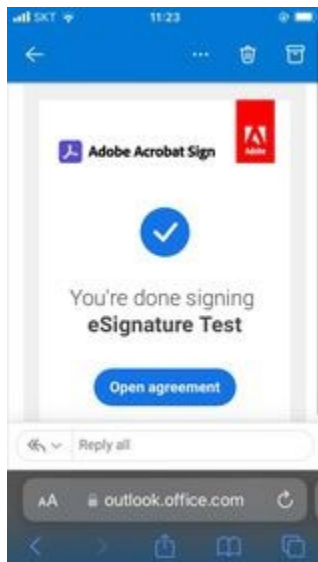 SKT 11:23
Adobe Acrobat Sign
Adobe
You're done signing
eSignature Test
Open agreement
Reply all
AA outlook.office.com